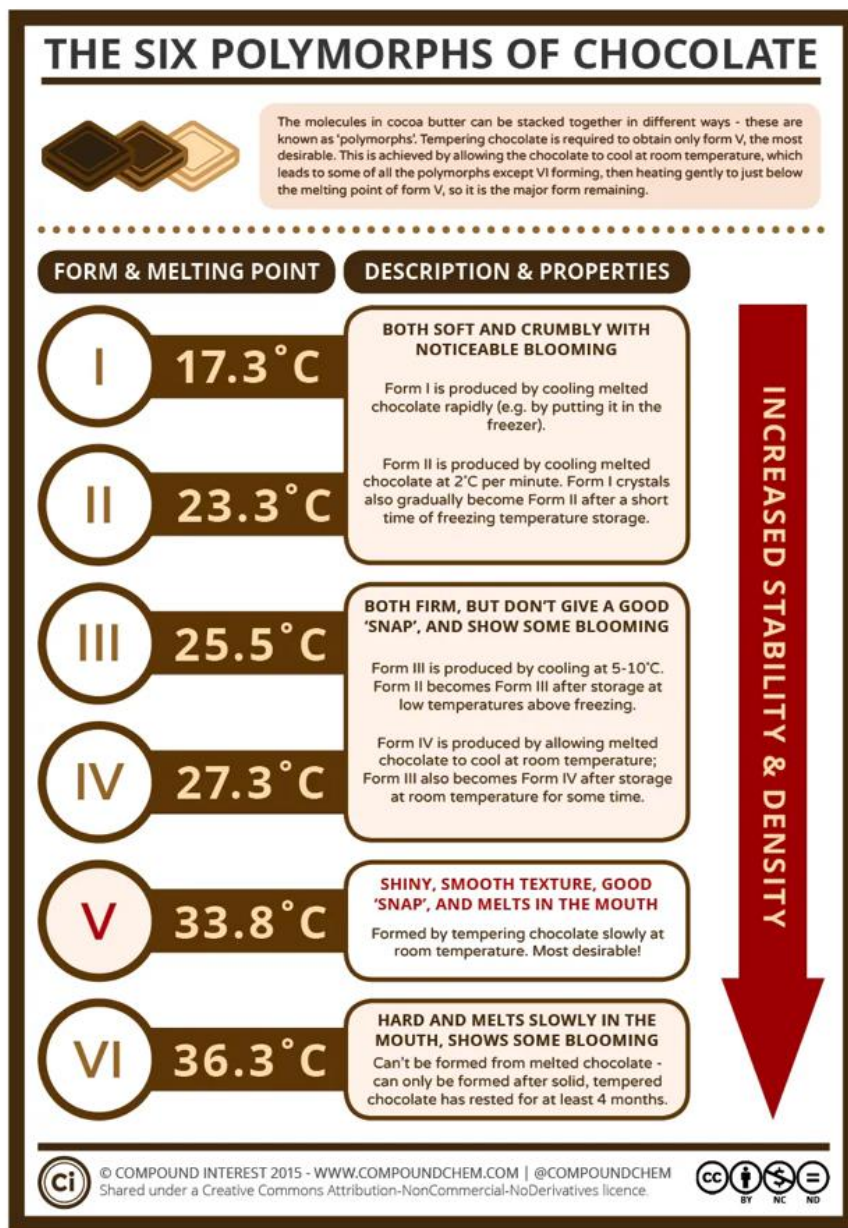 THE SIX POLYMORPHS OF CHOCOLATE
The molecules in cocoa butter can be stacked together in different ways - these are
known as 'polymorphs'. Tempering chocolate is required to obtain only form V, the most
desirable. This is achieved by allowing the chocolate to cool at room temperature, which
leads to some of all the polymorphs except VI forming, then heating gently to just below
the melting point of form V, so it is the major form remaining.
FORM & MELTING POINT
DESCRIPTION & PROPERTIES
I
17.3°C
II
23.3°C
BOTH SOFT AND CRUMBLY WITH
NOTICEABLE BLOOMING
Form I is produced by cooling melted
chocolate rapidly (e.g. by putting it in the
freezer).
Form II is produced by cooling melted
chocolate at 2°C per minute. Form I crystals
also gradually become Form II after a short
time of freezing temperature storage.
III
25.5°C
IV
27.3°C
BOTH FIRM, BUT DON'T GIVE A GOOD
'SNAP', AND SHOW SOME BLOOMING
Form III is produced by cooling at 5-10°C.
Form II becomes Form III after storage at
low temperatures above freezing.
Form IV is produced by allowing melted
chocolate to cool at room temperature;
Form III also becomes Form IV after storage
at room temperature for some time.
V
33.8°C
SHINY, SMOOTH TEXTURE, GOOD
'SNAP', AND MELTS IN THE MOUTH
Formed by tempering chocolate slowly at
room temperature. Most desirable!
VI
36.3°C
HARD AND MELTS SLOWLY IN THE
MOUTH, SHOWS SOME BLOOMING
Can't be formed from melted chocolate -
can only be formed after solid, tempered
chocolate has rested for at least 4 months.
INCREASED STABILITY & DENSITY
Ci
© COMPOUND INTEREST 2015 - WWW.COMPOUNDCHEM.COM | @COMPOUNDCHEM
Shared under a Creative Commons Attribution-NonCommercial-NoDerivatives licence.
cc
BY NC ND